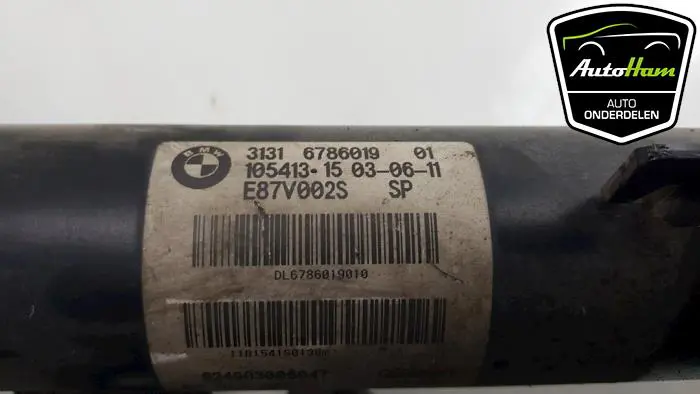 AutoHam
AUTO
ONDERDELEN
BMW
3131 6786019 01
105413-15 03-06-11
E87V002S SP
DL6786019010